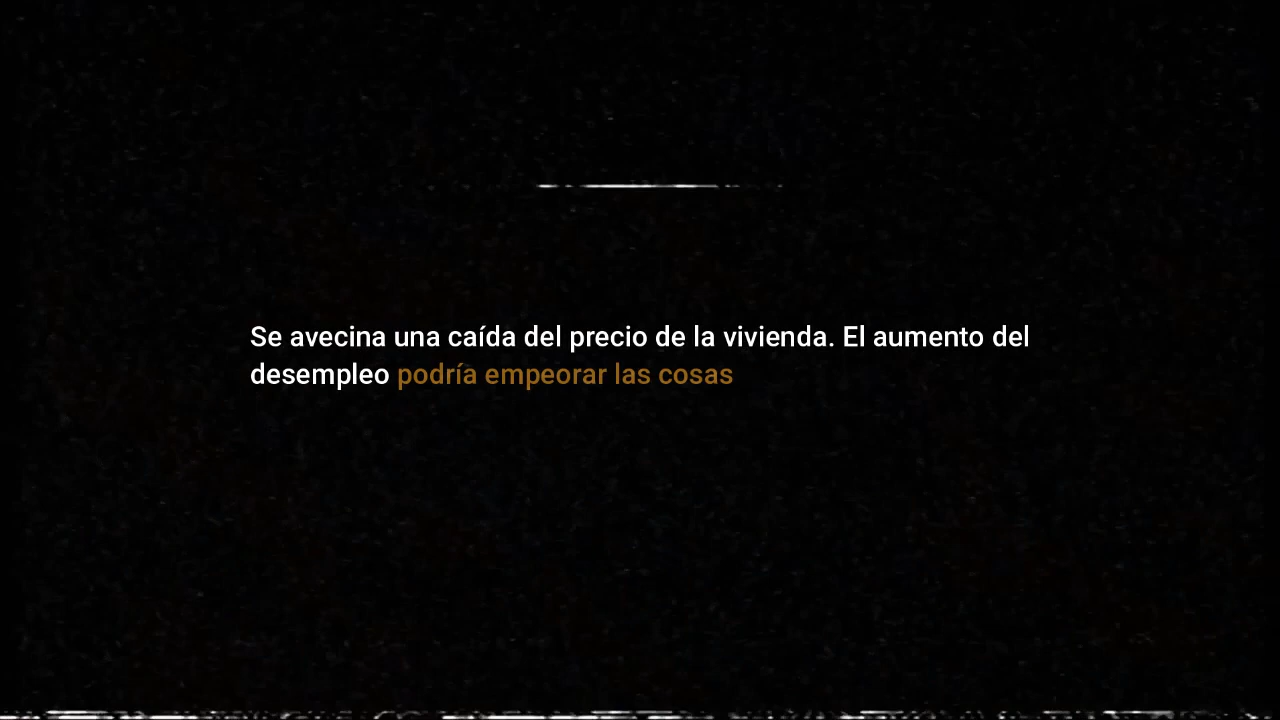 Se avecina una caída del precio de la vivienda. El aumento del
desempleo podría empeorar las cosas